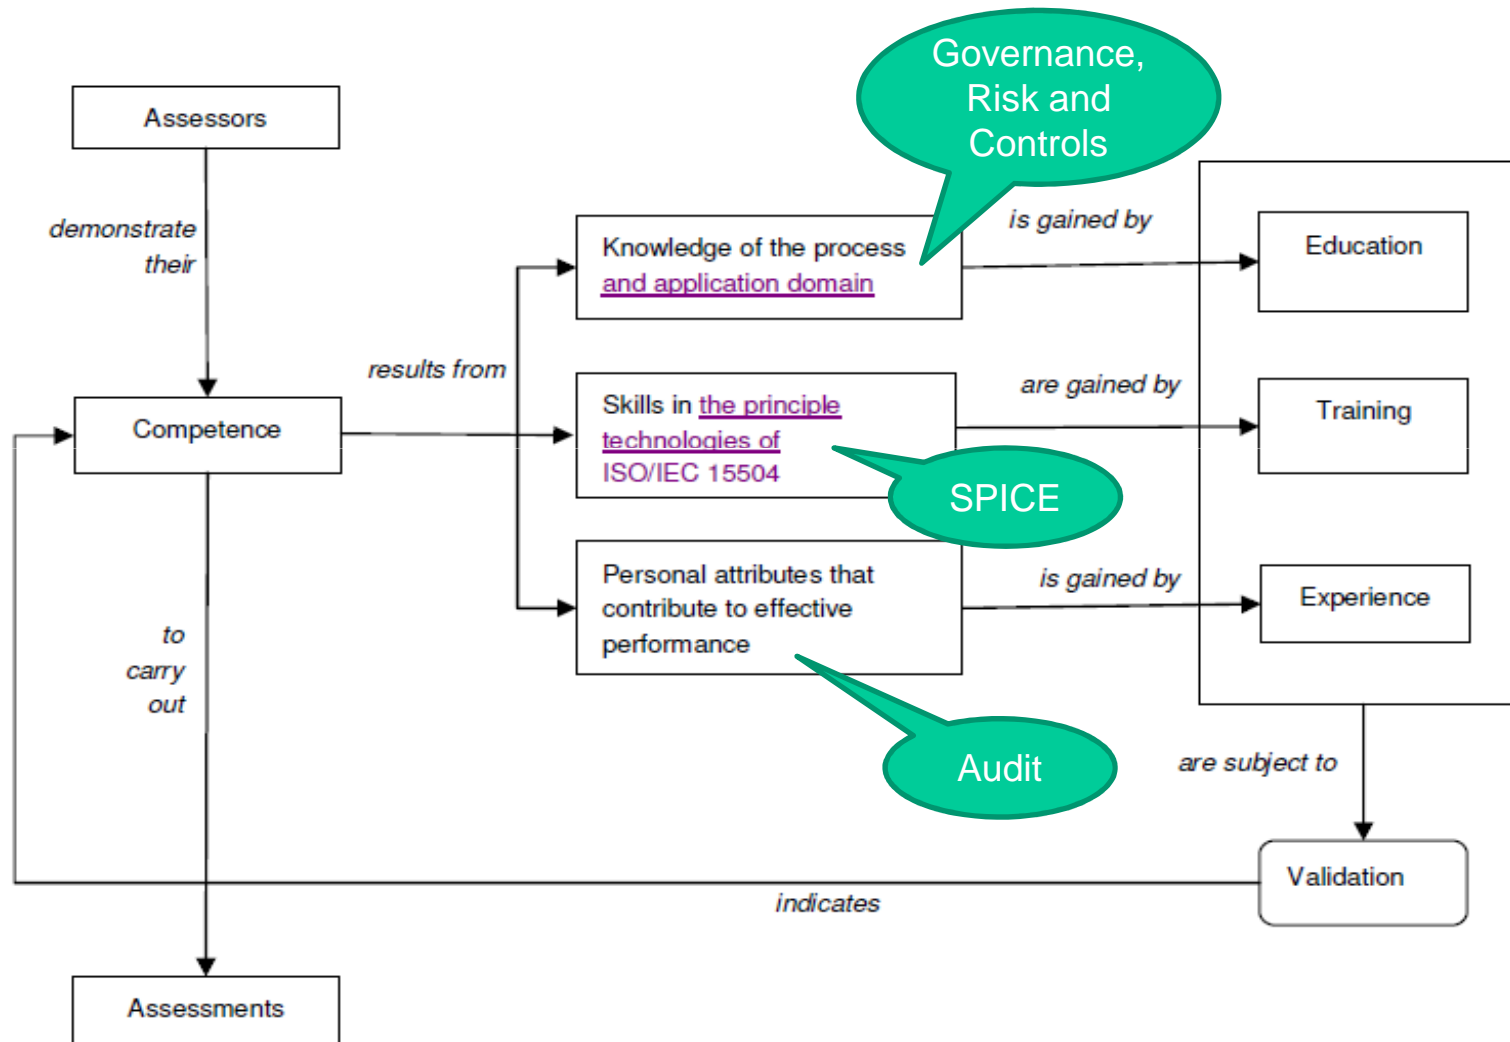 Governance,
Risk and
Controls
Assessors
demonstrate
their
Knowledge of the process
and application domain
is gained by
Education
results from
Competence
Skills in the principle
technologies of
ISO/IEC 15504
are gained by
Training
SPICE
Personal attributes that
contribute to effective
performance
is gained by
Experience
to
carry
out
Audit
are subject to
Validation
indicates
Assessments